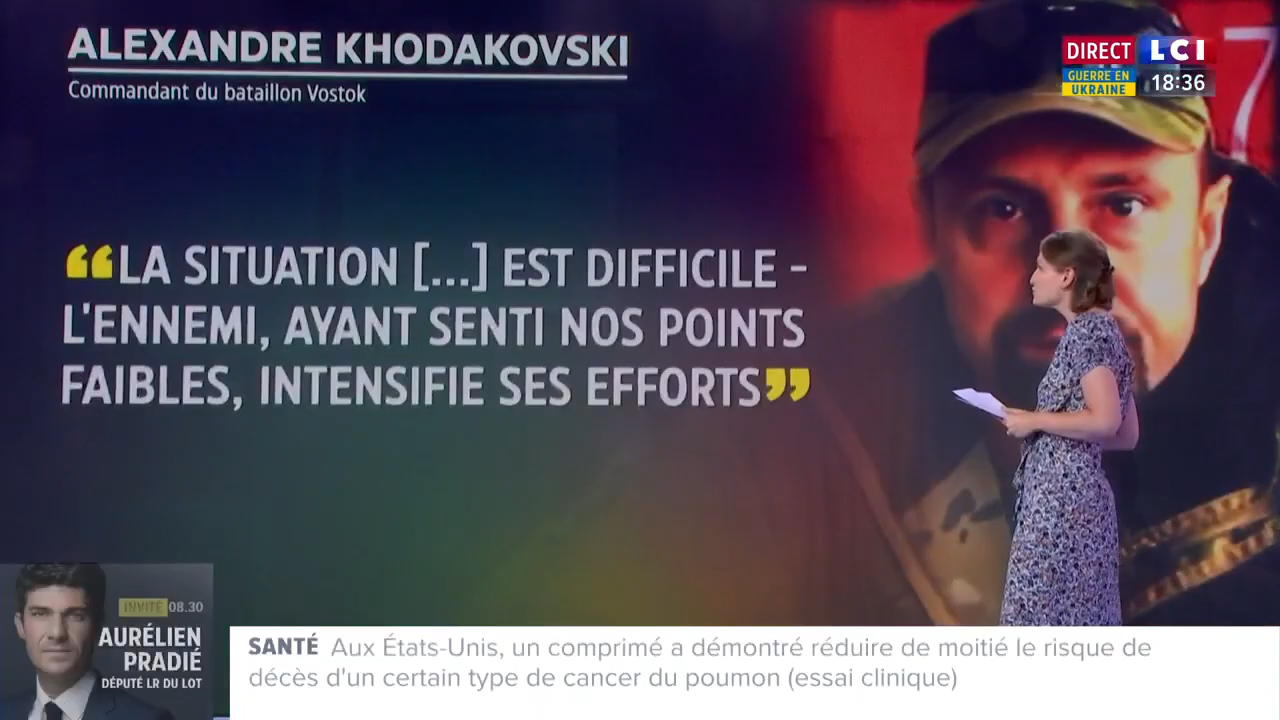 ALEXANDRE KHODAKOVSKI
Commandant du bataillon Vostok
DIRECT LCI
GUERRE EN
UKRAINE
18:36
7
“LA SITUATION [...] EST DIFFICILE -
L'ENNEMI, AYANT SENTI NOS POINTS
FAIBLES, INTENSIFIE SES EFFORTS”
INVITÉ 08.30
AURÉLIEN
PRADIÉ
DÉPUTÉ LR DU LOT
SANTÉ Aux États-Unis, un comprimé a démontré réduire de moitié le risque de
décès d'un certain type de cancer du poumon (essai clinique)